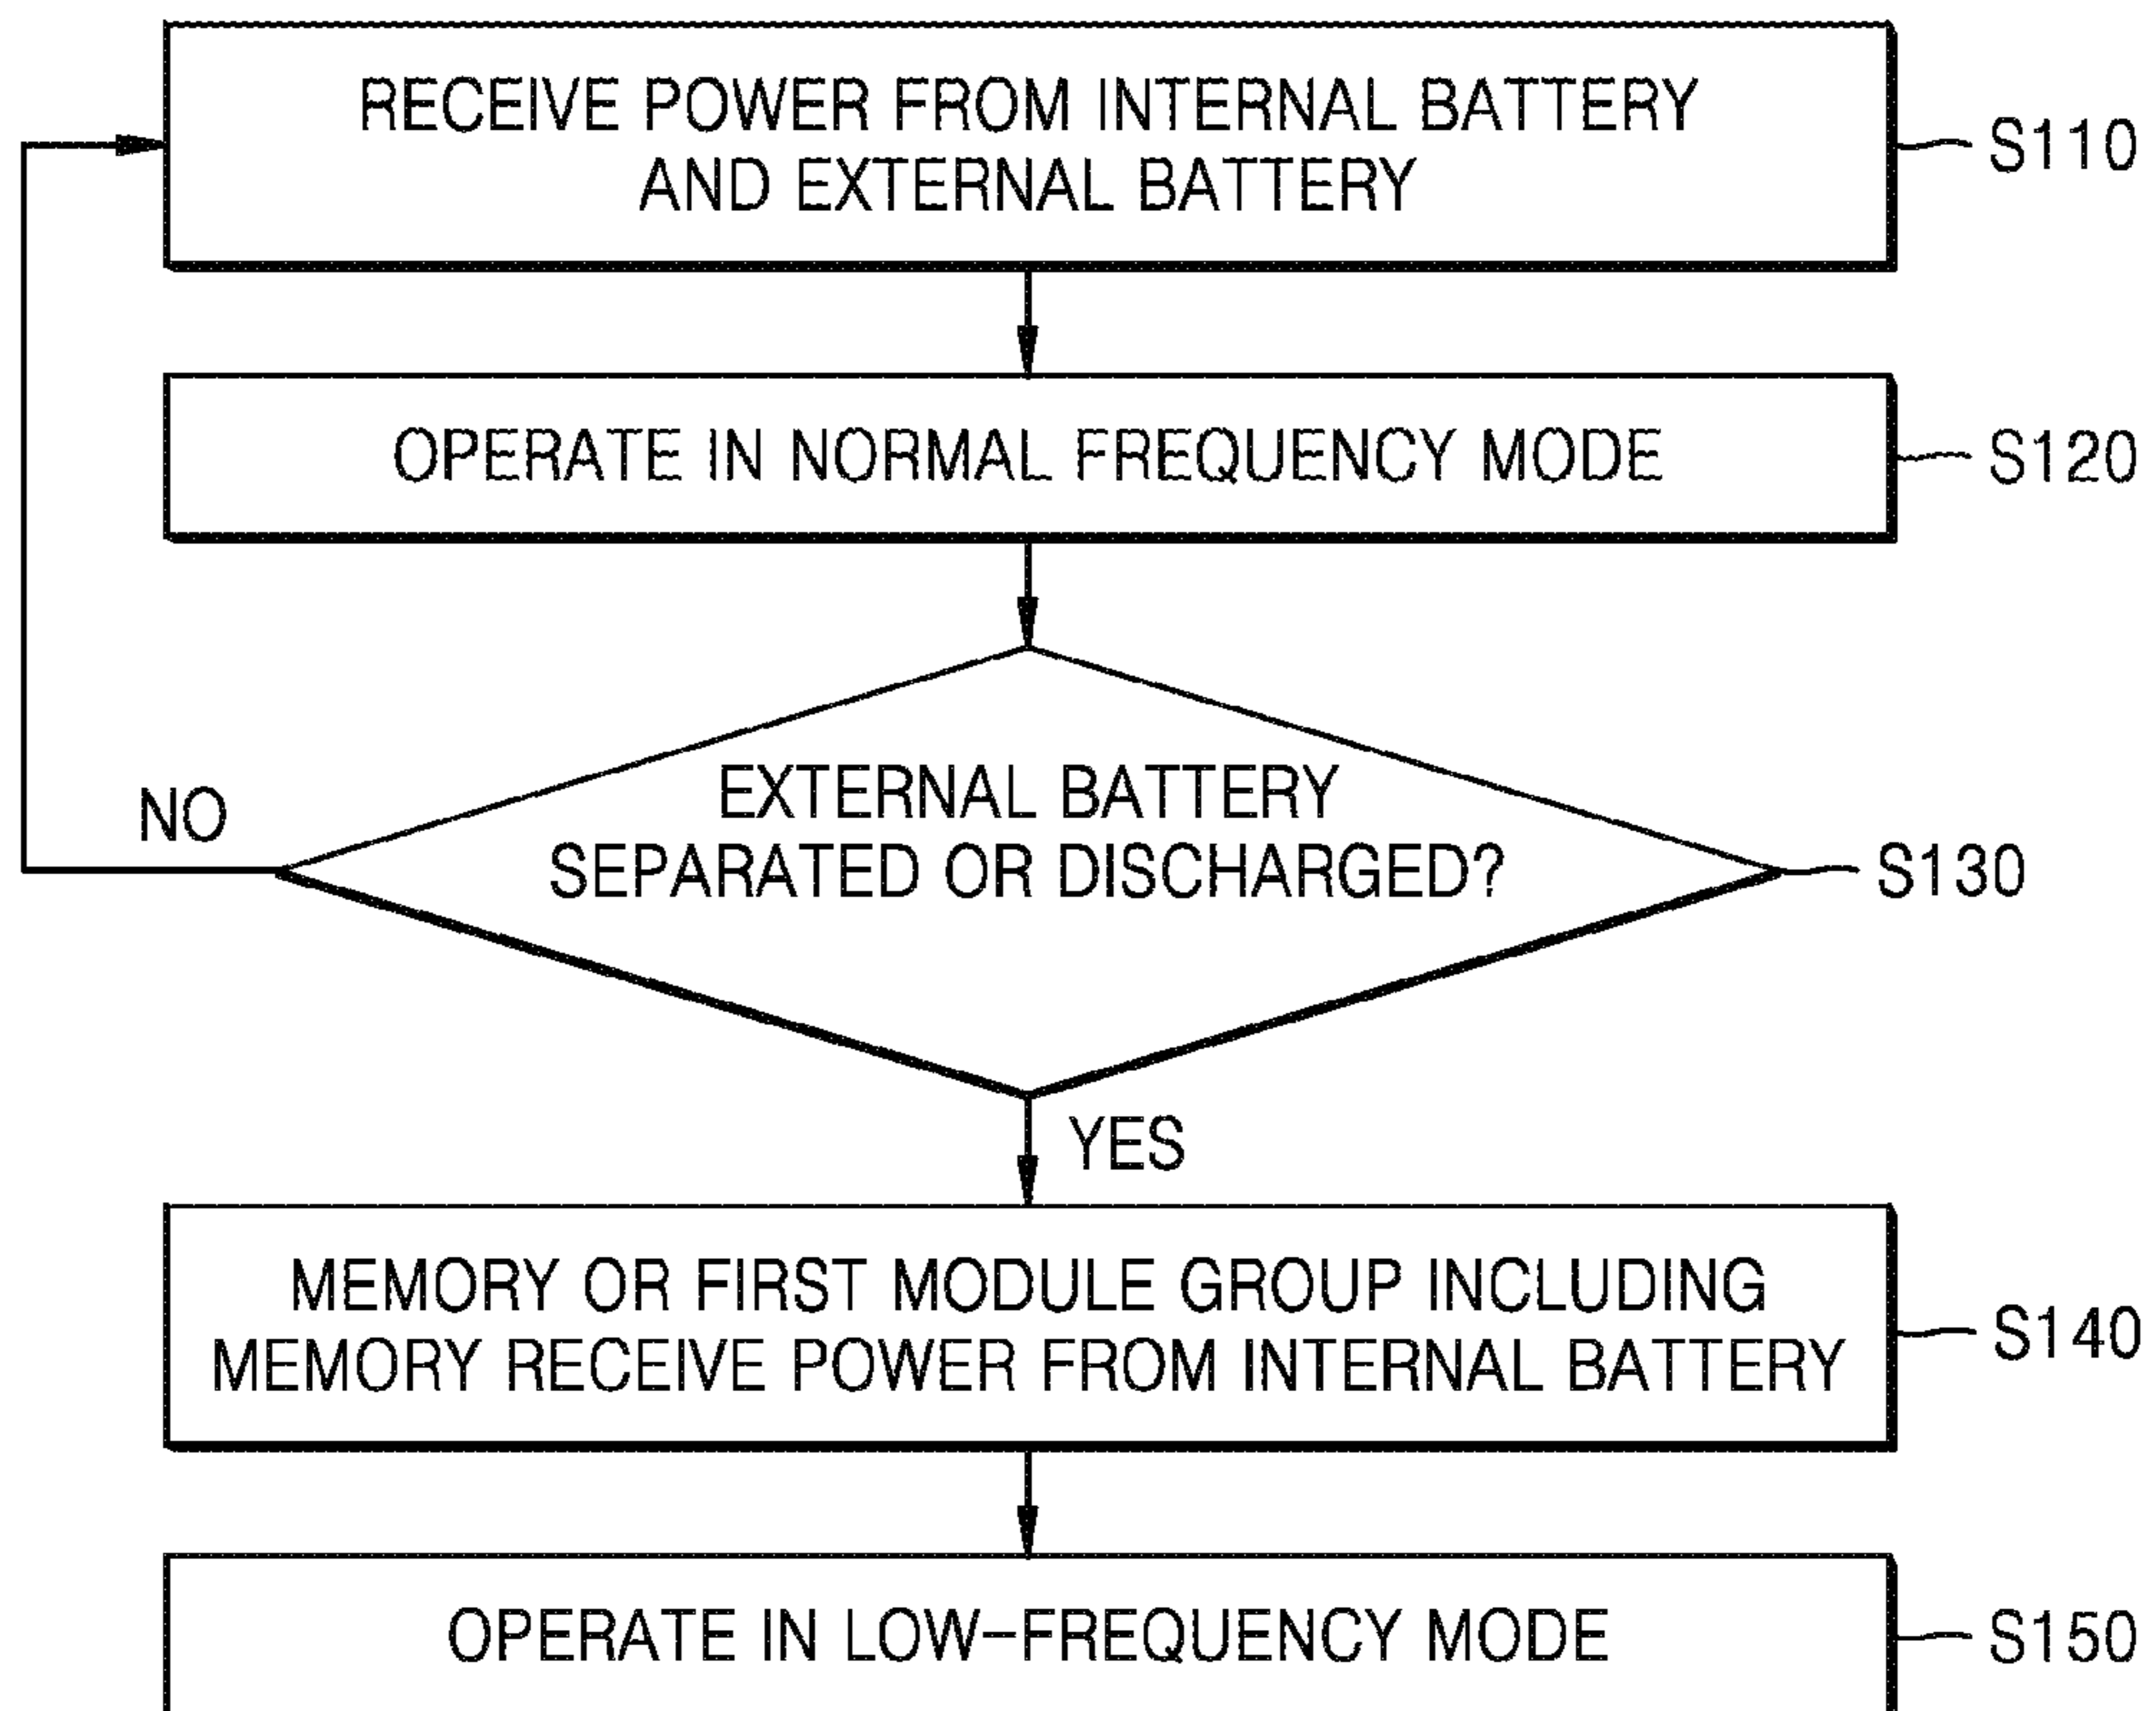 RECEIVE POWER FROM INTERNAL BATTERY
AND EXTERNAL BATTERY
S110
OPERATE IN NORMAL FREQUENCY MODE
S120
EXTERNAL BATTERY
SEPARATED OR DISCHARGED?
S130
NO
YES
MEMORY OR FIRST MODULE GROUP INCLUDING
MEMORY RECEIVE POWER FROM INTERNAL BATTERY
S140
OPERATE IN LOW-FREQUENCY MODE
S150